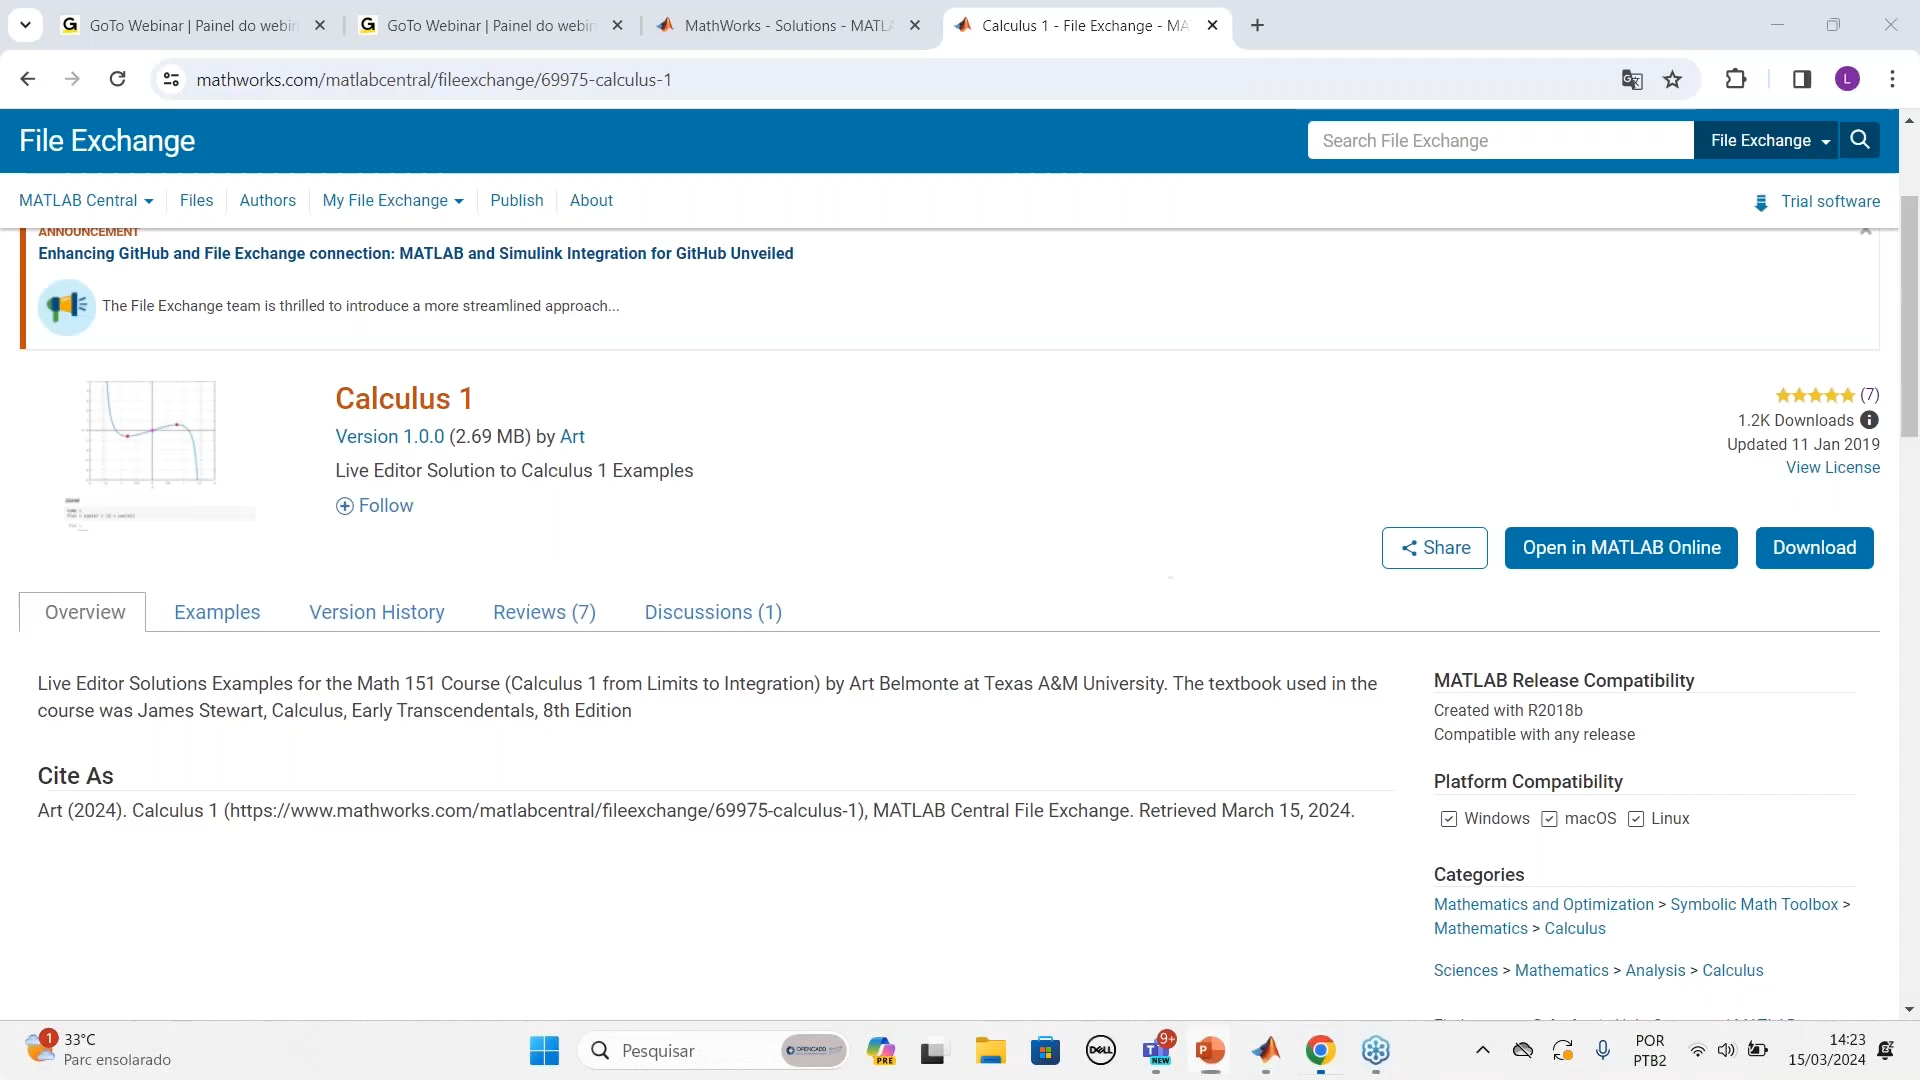 GoTo Webinar | Painel do webin
GoTo Webinar | Painel do webin
MathWorks - Solutions - MATLA
Calculus 1 - File Exchange - MA
mathworks.com/matlabcentral/fileexchange/69975-calculus-1
L
File Exchange
Search File Exchange
File Exchange
MATLAB Central
Files
Authors
My File Exchange
Publish
About
Trial software
ANNOUNCEMENT
Enhancing GitHub and File Exchange connection: MATLAB and Simulink Integration for GitHub Unveiled
The File Exchange team is thrilled to introduce a more streamlined approach...
Calculus 1
(7)
1.2K Downloads
Version 1.0.0 (2.69 MB) by Art
Updated 11 Jan 2019
Live Editor Solution to Calculus 1 Examples
View License
Follow
Share
Open in MATLAB Online
Download
Overview
Examples
Version History
Reviews (7)
Discussions (1)
Live Editor Solutions Examples for the Math 151 Course (Calculus 1 from Limits to Integration) by Art Belmonte at Texas A&M University. The textbook used in the
course was James Stewart, Calculus, Early Transcendentals, 8th Edition
Cite As
Art (2024). Calculus 1 (https://www.mathworks.com/matlabcentral/fileexchange/69975-calculus-1), MATLAB Central File Exchange. Retrieved March 15, 2024.
MATLAB Release Compatibility
Created with R2018b
Compatible with any release
Platform Compatibility
Windows macOS Linux
Categories
Mathematics and Optimization > Symbolic Math Toolbox >
Mathematics > Calculus
Sciences > Mathematics > Analysis > Calculus
1
33°C
Parc ensolarado
Pesquisar
OPENCADD
PRE
DELL
9+
NEW
POR
PTB2
14:23
15/03/2024